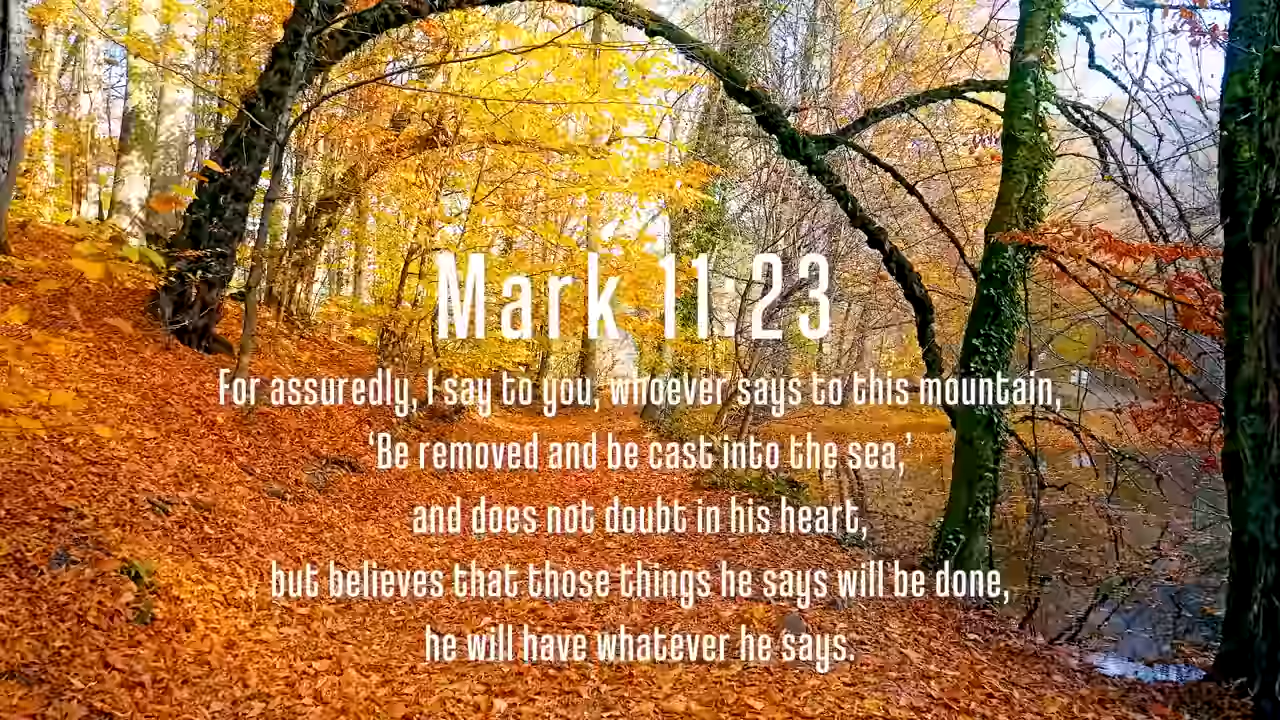 Mark 11:23
For assuredly, I say to you, whoever says to this mountain,
‘Be removed and be cast into the sea,’
and does not doubt in his heart,
but believes that those things he says will be done,
he will have whatever he says.